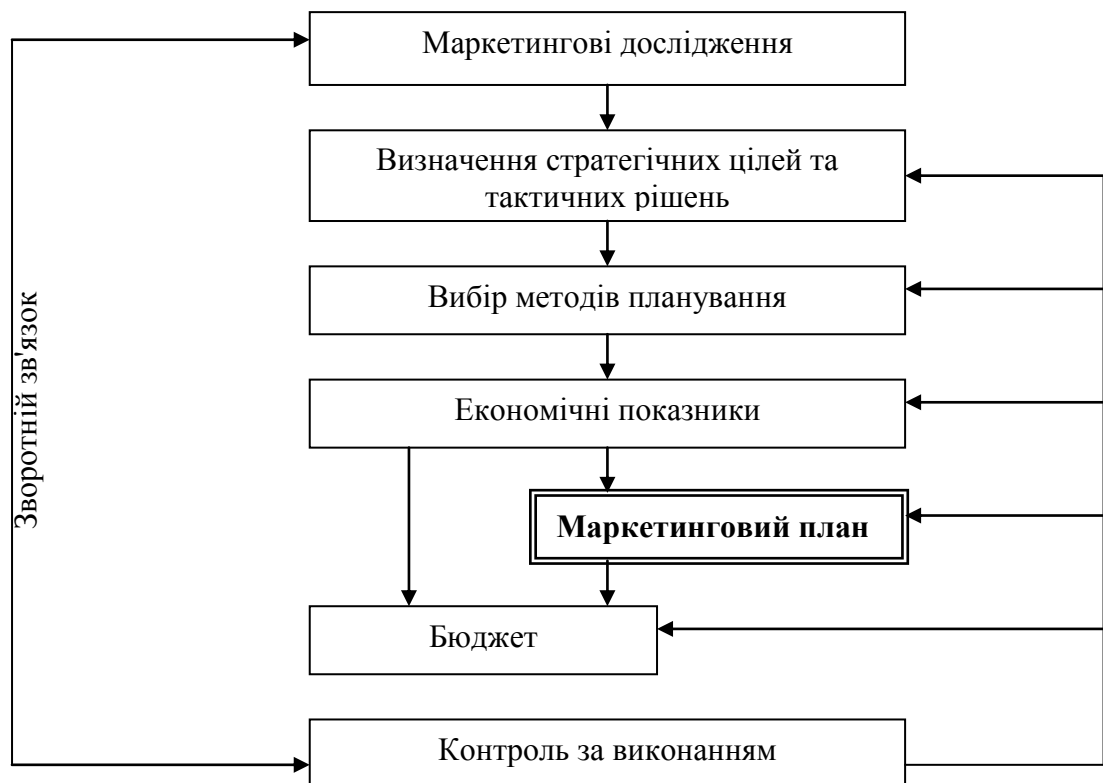 Маркетингові дослідження
Визначення стратегічних цілей та
тактичних рішень
Вибір методів планування
Економічні показники
Маркетинговий план
Бюджет
Контроль за виконанням
Зворотній зв'язок